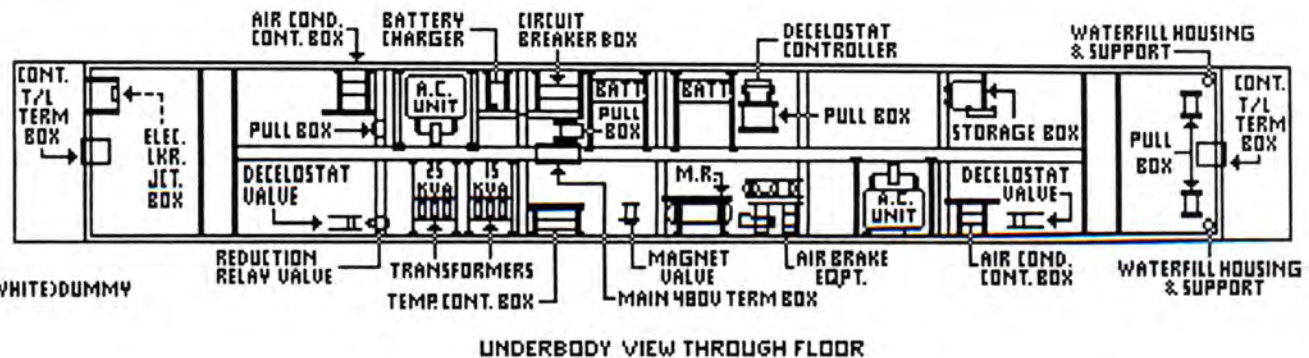 AIR COND.
CONT. BOX
BATTERY
CHARGER
CIRCUIT
BREAKER BOX
DECELOSTAT
CONTROLLER
WATERFILL HOUSING
& SUPPORT
CONT.
T/L
TERM
BOX
ELEC.
LKR.
JCT.
BOX
A.C.
UNIT
PULL BOX
BATT
PULL
BOX
BATT
PULL BOX
STORAGE BOX
PULL
BOX
CONT.
T/L
TERM
BOX
DECELOSTAT
VALVE
25
KVA
15
KVA
M.R.
A.C.
UNIT
DECELOSTAT
VALVE
REDUCTION
RELAY VALVE
TRANSFORMERS
TEMP. CONT. BOX
MAIN 480V TERM BOX
MAGNET
VALVE
AIR BRAKE
EQPT.
AIR COND.
CONT. BOX
WATERFILL HOUSING
& SUPPORT
WHITE)DUMMY
UNDERBODY VIEW THROUGH FLOOR